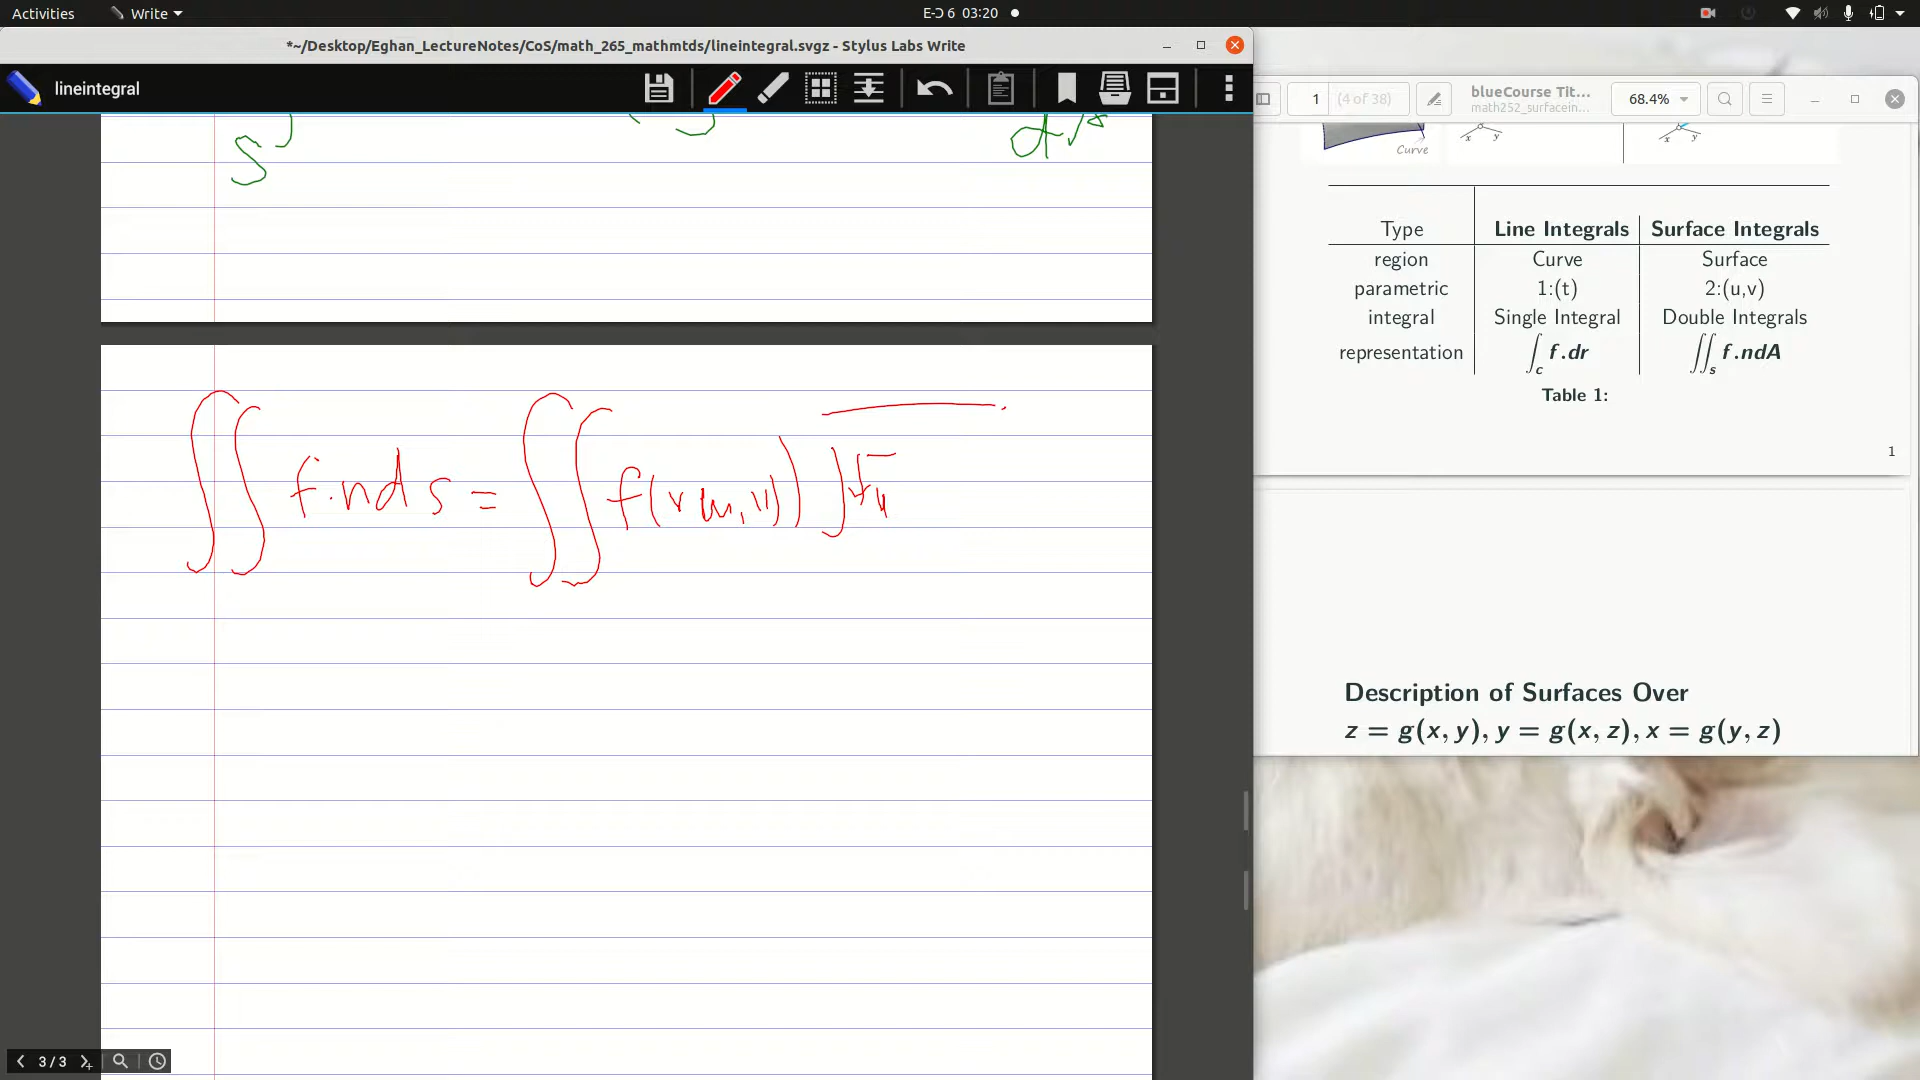 Activities
Write
E-Ɔ 6 03:20
*~/Desktop/Eghan_LectureNotes/CoS/math_265_mathmtds/lineintegral.svgz - Stylus Labs Write
lineintegral
S
∬ f.nds = ∬ f(r(u,v))
3/3
1 (4 of 38)
blueCourse Tit...
math252_surfacein...
68.4%
x y
x y
Curve
Type Line Integrals Surface Integrals
region Curve Surface
parametric 1:(t) 2:(u,v)
integral Single Integral Double Integrals
representation ∫c f.dr ∬s f.ndA
Table 1:
1
Description of Surfaces Over
z = g(x, y), y = g(x, z), x = g(y, z)